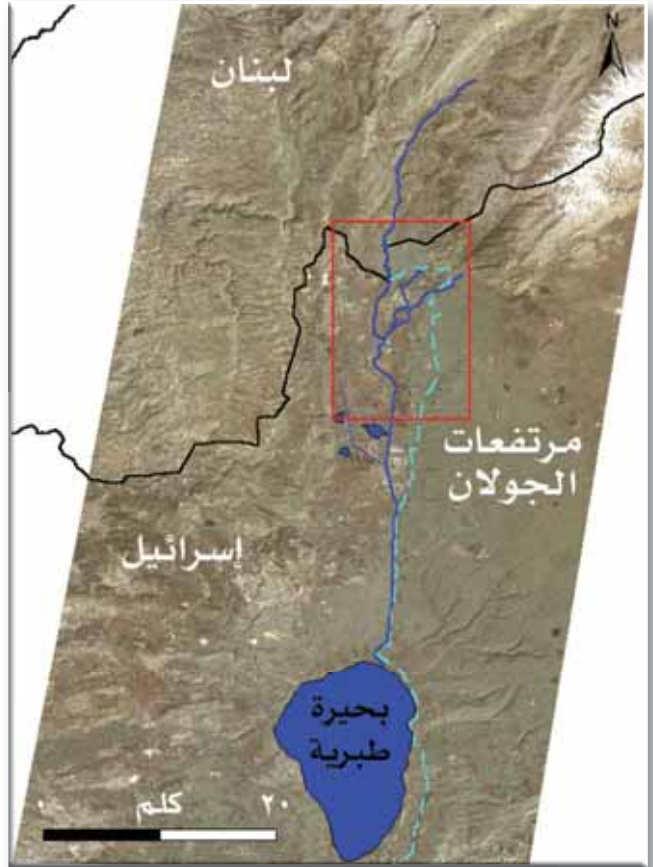 N
لبنان
مرتفعات
الجولان
إسرائيل
بحيرة
طبرية
٠ كلم ٢٠